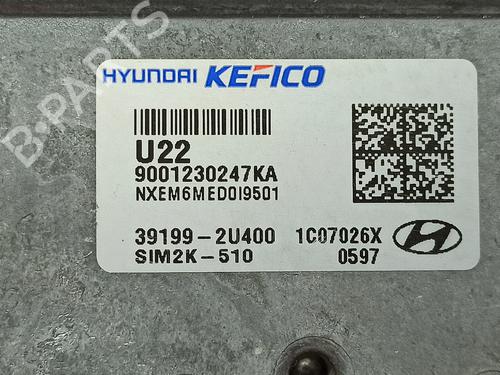 B-PARTS
HYUNDAI KEFICO
U22
9001230247KA
NXEM6MED0I9501
39199-2U400 1C07026X
SIM2K-510 0597